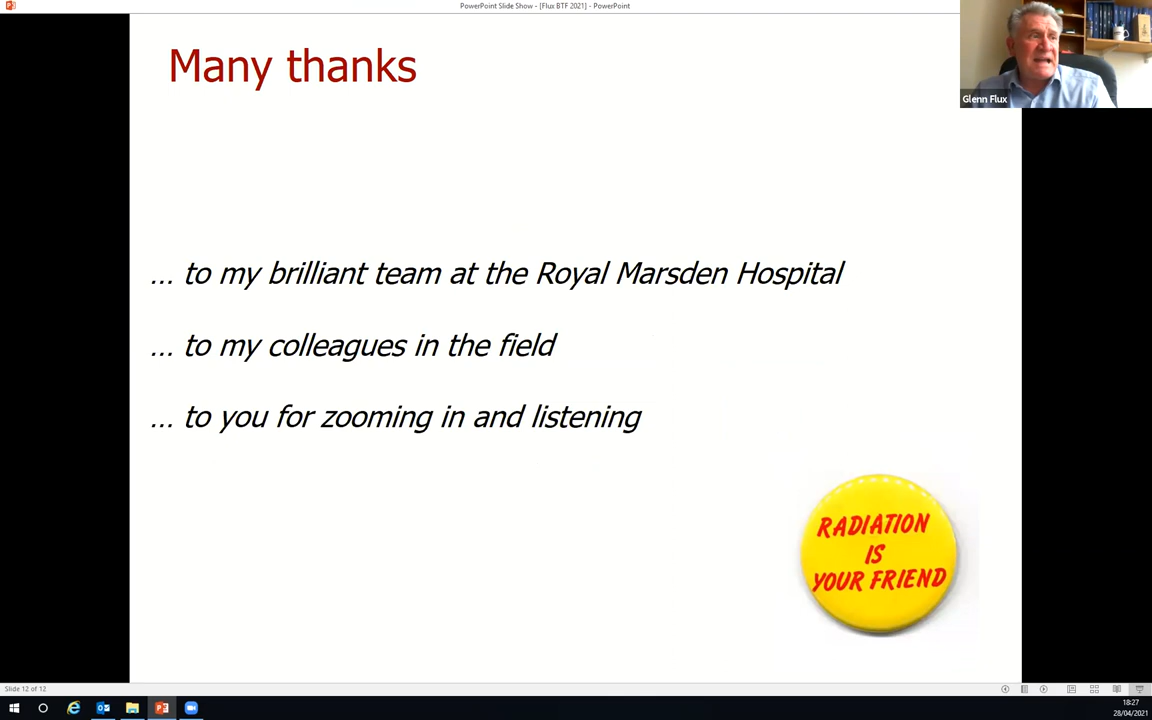 PowerPoint Slide Show - [Flux BTF 2021] - PowerPoint
Many thanks
Glenn Flux
... to my brilliant team at the Royal Marsden Hospital
... to my colleagues in the field
... to you for zooming in and listening
RADIATION
IS
YOUR FRIEND
Slide 12 of 12
18:27
28/04/2021